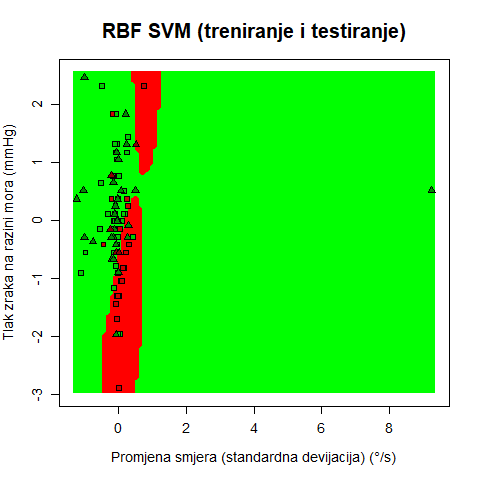 RBF SVM (treniranje i testiranje)
Tlak zraka na razini mora (mmHg)
2
1
0
-1
-2
-3
0 2 4 6 8
Promjena smjera (standardna devijacija) (°/s)